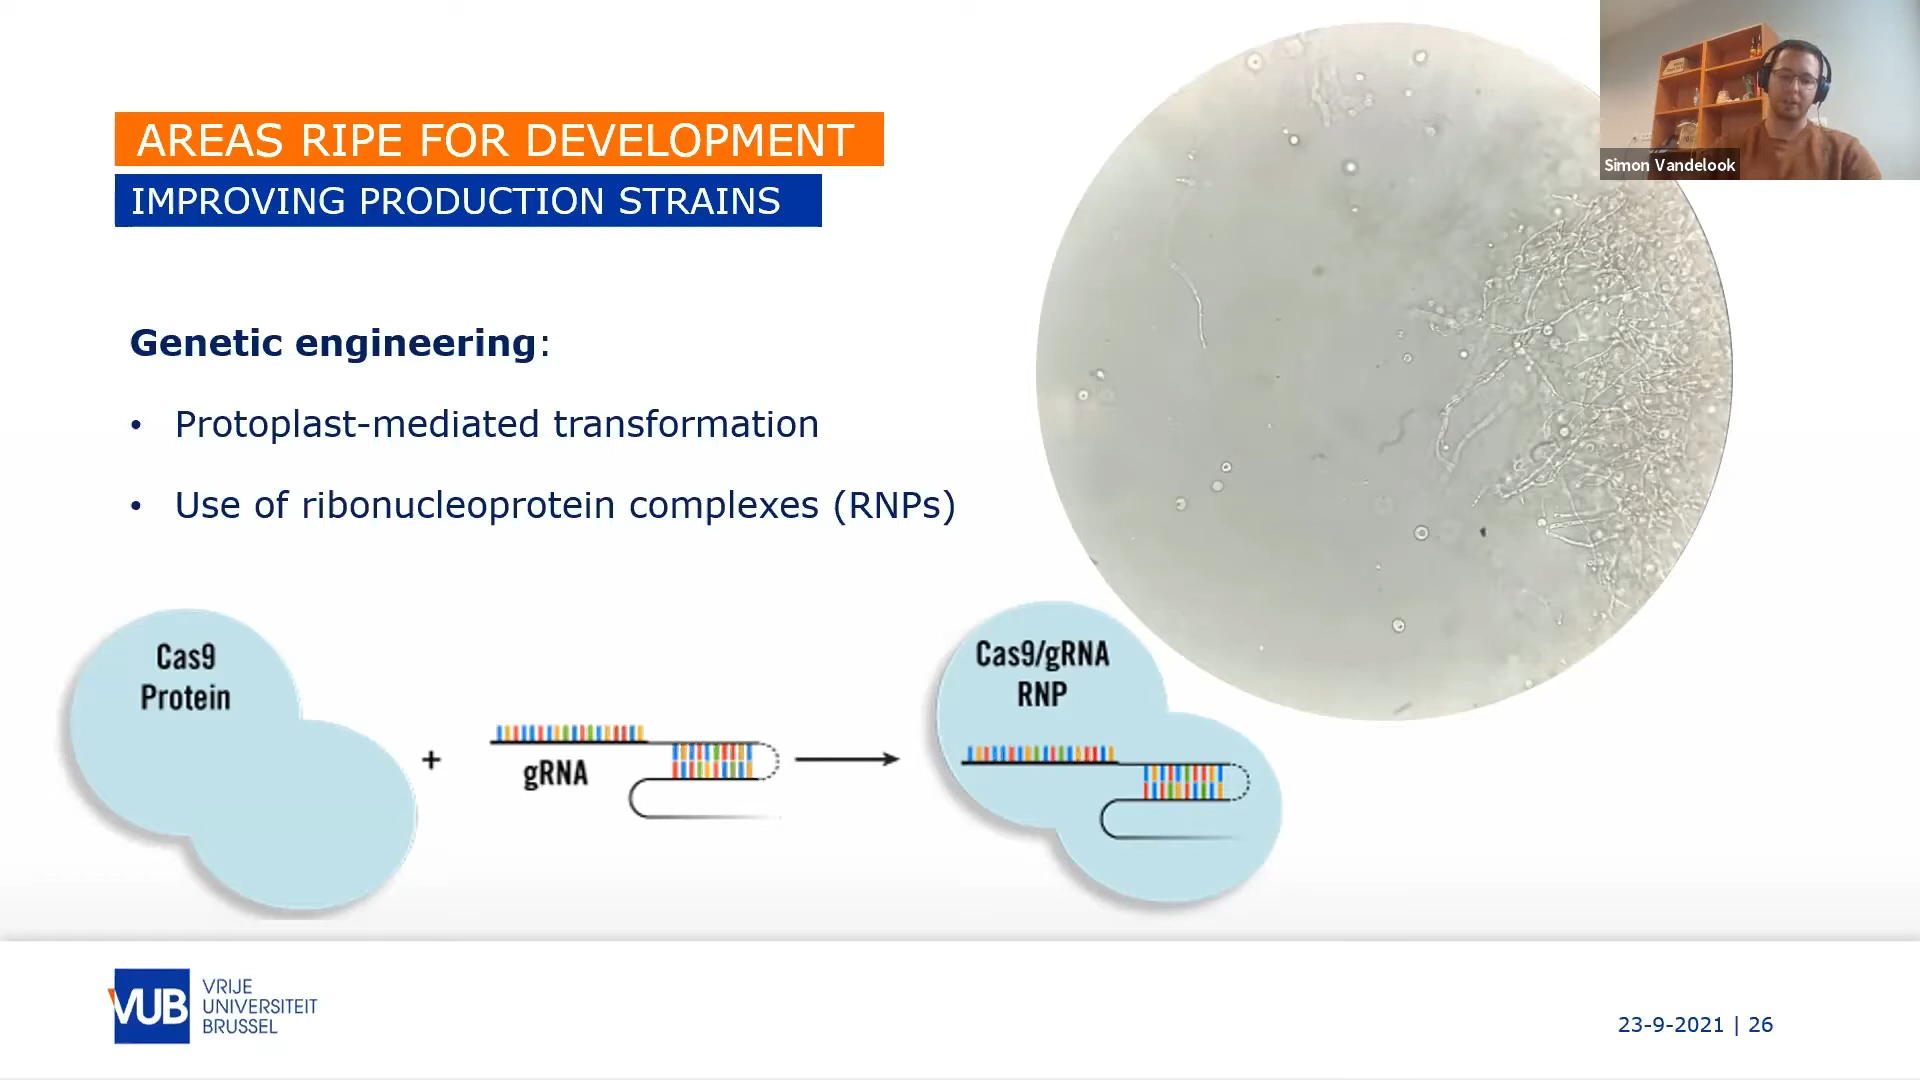 AREAS RIPE FOR DEVELOPMENT
IMPROVING PRODUCTION STRAINS
Simon Vandelook
Genetic engineering:
• Protoplast-mediated transformation
• Use of ribonucleoprotein complexes (RNPs)
Cas9
Protein
+
gRNA
Cas9/gRNA
RNP
VUB
VRIJE
UNIVERSITEIT
BRUSSEL
23-9-2021 | 26